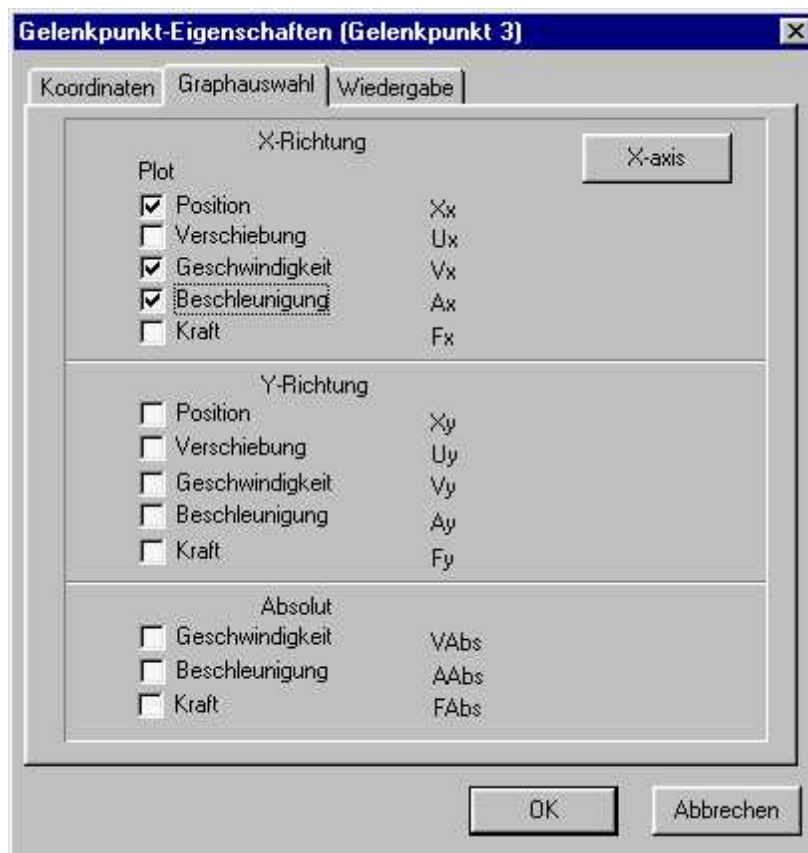 Gelenkpunkt-Eigenschaften (Gelenkpunkt 3)
Koordinaten Graphauswahl Wiedergabe
X-Richtung X-axis
Plot
Position Xx
Verschiebung Ux
Geschwindigkeit Vx
Beschleunigung Ax
Kraft Fx
Y-Richtung
Position Xy
Verschiebung Uy
Geschwindigkeit Vy
Beschleunigung Ay
Kraft Fy
Absolut
Geschwindigkeit VAbs
Beschleunigung AAbs
Kraft FAbs
OK Abbrechen